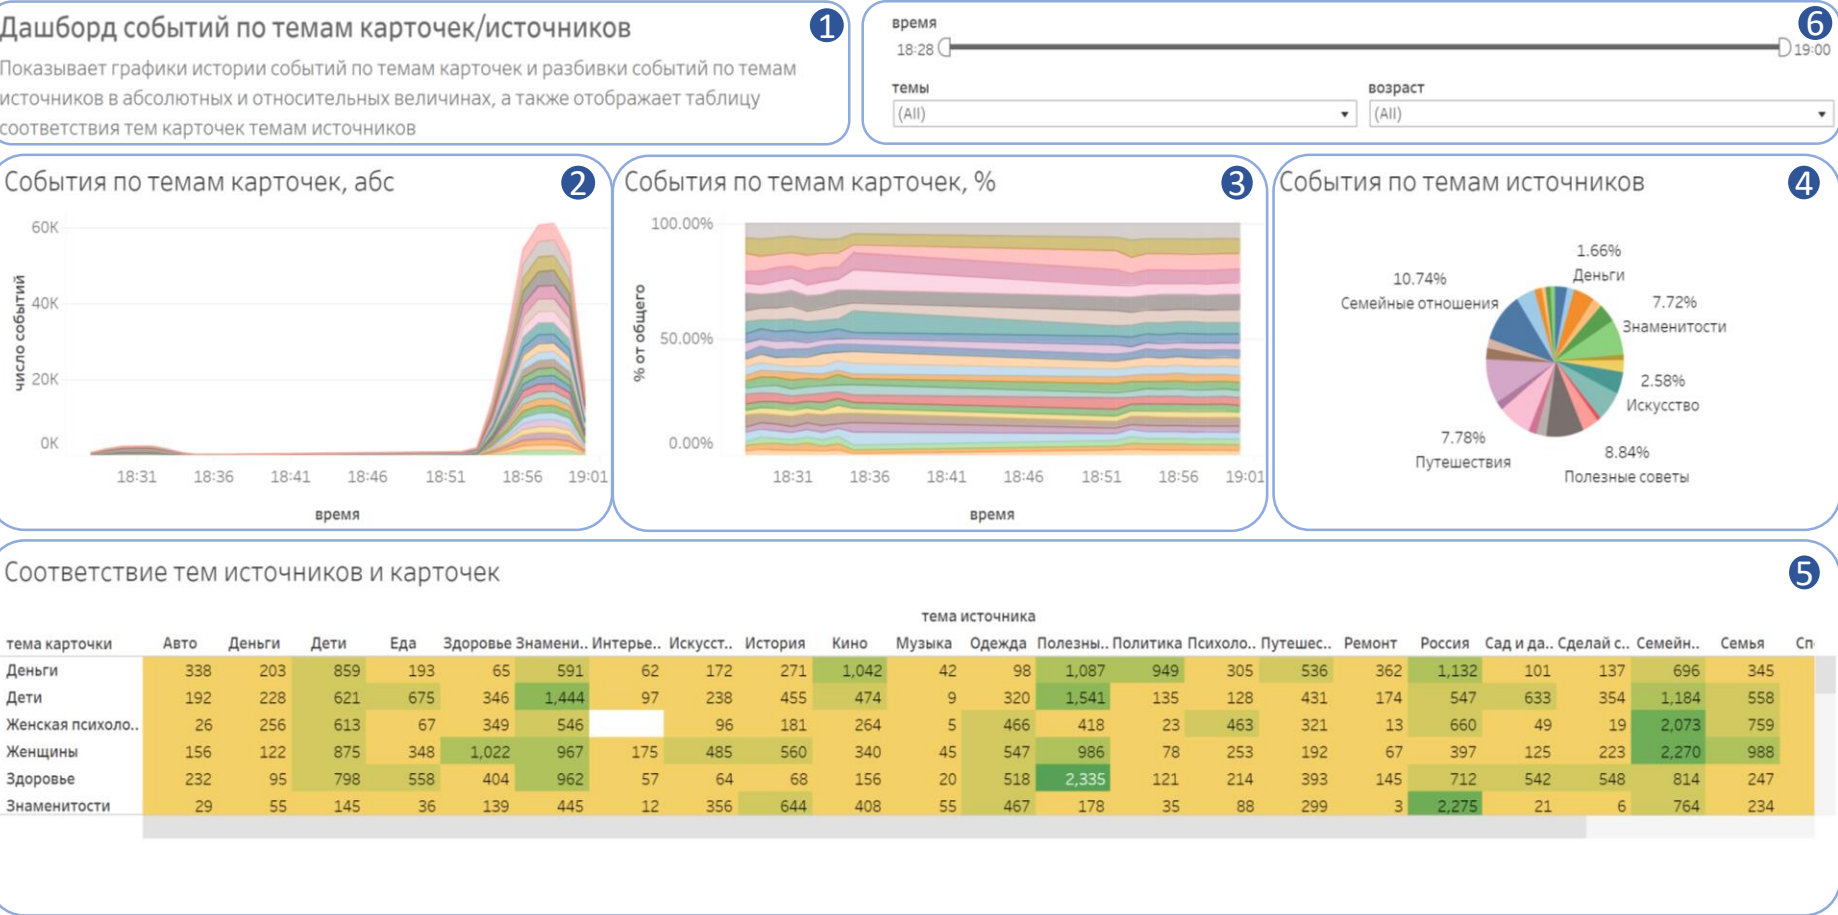 Дашборд событий по темам карточек/источников
1
Показывает графики истории событий по темам карточек и разбивки событий по темам
источников в абсолютных и относительных величинах, а также отображает таблицу
соответствия тем карточек темам источников
6
время
18:28 19:00
темы возраст
(All) (All)
События по темам карточек, абс
2
число событий
60K
40K
20K
0K
18:31 18:36 18:41 18:46 18:51 18:56 19:01
время
События по темам карточек, %
3
% от общего
100.00%
50.00%
0.00%
18:31 18:36 18:41 18:46 18:51 18:56 19:01
время
События по темам источников
4
1.66%
Деньги
10.74%
Семейные отношения
7.72%
Знаменитости
2.58%
Искусство
7.78%
Путешествия
8.84%
Полезные советы
Соответствие тем источников и карточек
5
тема источника
тема карточки Авто Деньги Дети Еда Здоровье Знамени.. Интерье.. Искусст.. История Кино Музыка Одежда Полезны.. Политика Психоло.. Путешес.. Ремонт Россия Сад и да.. Сделай с.. Семейн.. Семья Сп
Деньги 338 203 859 193 65 591 62 172 271 1,042 42 98 1,087 949 305 536 362 1,132 101 137 696 345
Дети 192 228 621 675 346 1,444 97 238 455 474 9 320 1,541 135 128 431 174 547 633 354 1,184 558
Женская психоло.. 26 256 613 67 349 546 96 181 264 5 466 418 23 463 321 13 660 49 19 2,073 759
Женщины 156 122 875 348 1,022 967 175 485 560 340 45 547 986 78 253 192 67 397 125 223 2,270 988
Здоровье 232 95 798 558 404 962 57 64 68 156 20 518 2,335 121 214 393 145 712 542 548 814 247
Знаменитости 29 55 145 36 139 445 12 356 644 408 55 467 178 35 88 299 3 2,275 21 6 764 234